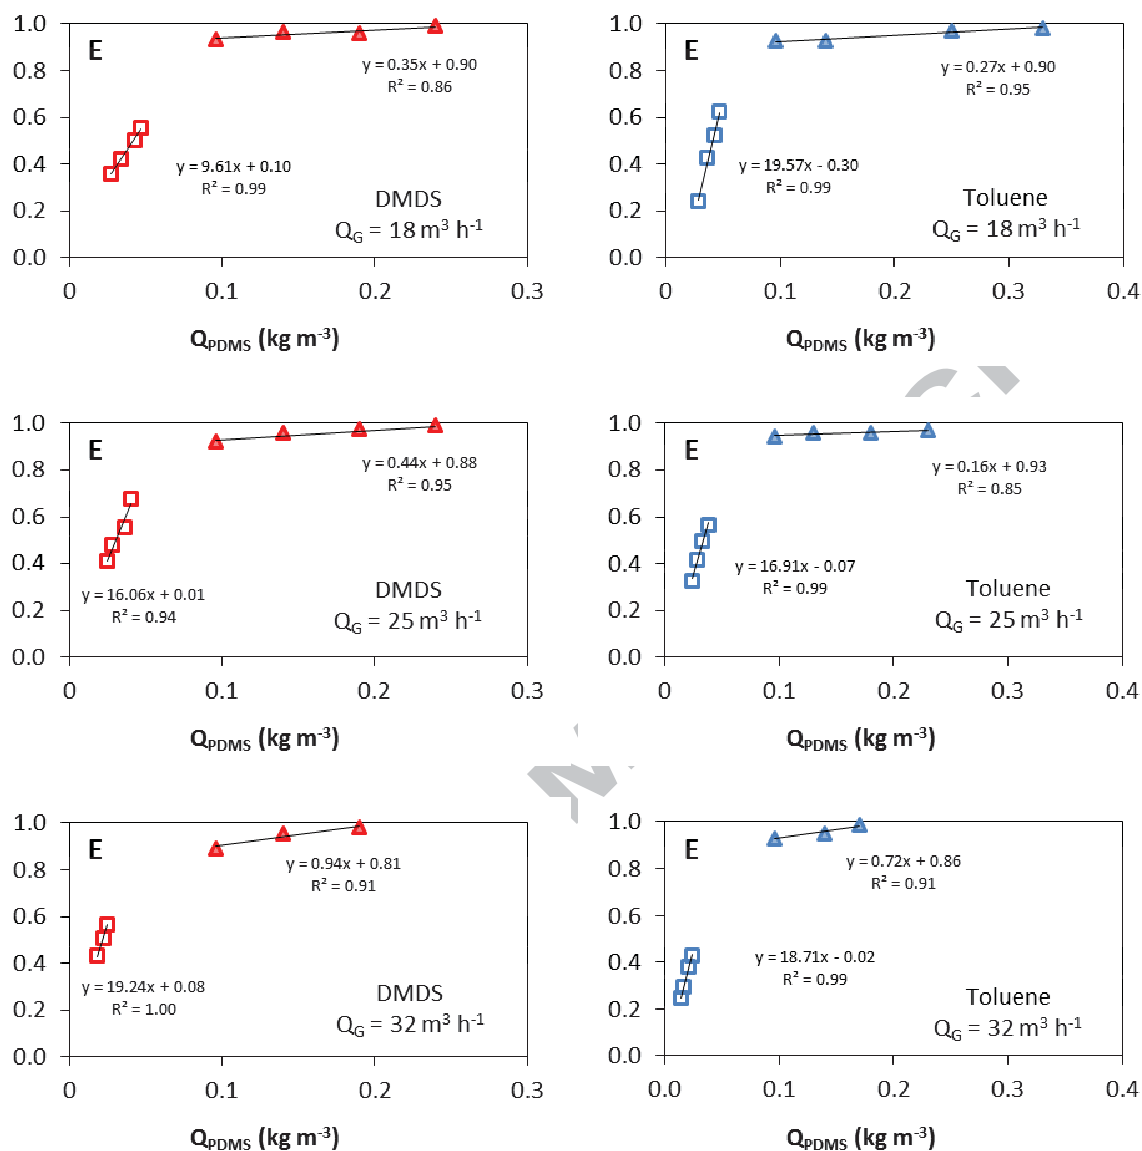 1.0
0.8
0.6
0.4
0.2
0.0
E
y = 0.35x + 0.90
R² = 0.86
y = 9.61x + 0.10
R² = 0.99
DMDS
Q_G = 18 m³ h⁻¹
0 0.1 0.2 0.3
Q_PDMS (kg m⁻³)
1.0
0.8
0.6
0.4
0.2
0.0
E
y = 0.27x + 0.90
R² = 0.95
y = 19.57x - 0.30
R² = 0.99
Toluene
Q_G = 18 m³ h⁻¹
0 0.1 0.2 0.3 0.4
Q_PDMS (kg m⁻³)
1.0
0.8
0.6
0.4
0.2
0.0
E
y = 0.44x + 0.88
R² = 0.95
y = 16.06x + 0.01
R² = 0.94
DMDS
Q_G = 25 m³ h⁻¹
0 0.1 0.2 0.3
Q_PDMS (kg m⁻³)
1.0
0.8
0.6
0.4
0.2
0.0
E
y = 0.16x + 0.93
R² = 0.85
y = 16.91x - 0.07
R² = 0.99
Toluene
Q_G = 25 m³ h⁻¹
0 0.1 0.2 0.3 0.4
Q_PDMS (kg m⁻³)
1.0
0.8
0.6
0.4
0.2
0.0
E
y = 0.94x + 0.81
R² = 0.91
y = 19.24x + 0.08
R² = 1.00
DMDS
Q_G = 32 m³ h⁻¹
0 0.1 0.2 0.3
Q_PDMS (kg m⁻³)
1.0
0.8
0.6
0.4
0.2
0.0
E
y = 0.72x + 0.86
R² = 0.91
y = 18.71x - 0.02
R² = 0.99
Toluene
Q_G = 32 m³ h⁻¹
0.0 0.1 0.2 0.3 0.4
Q_PDMS (kg m⁻³)